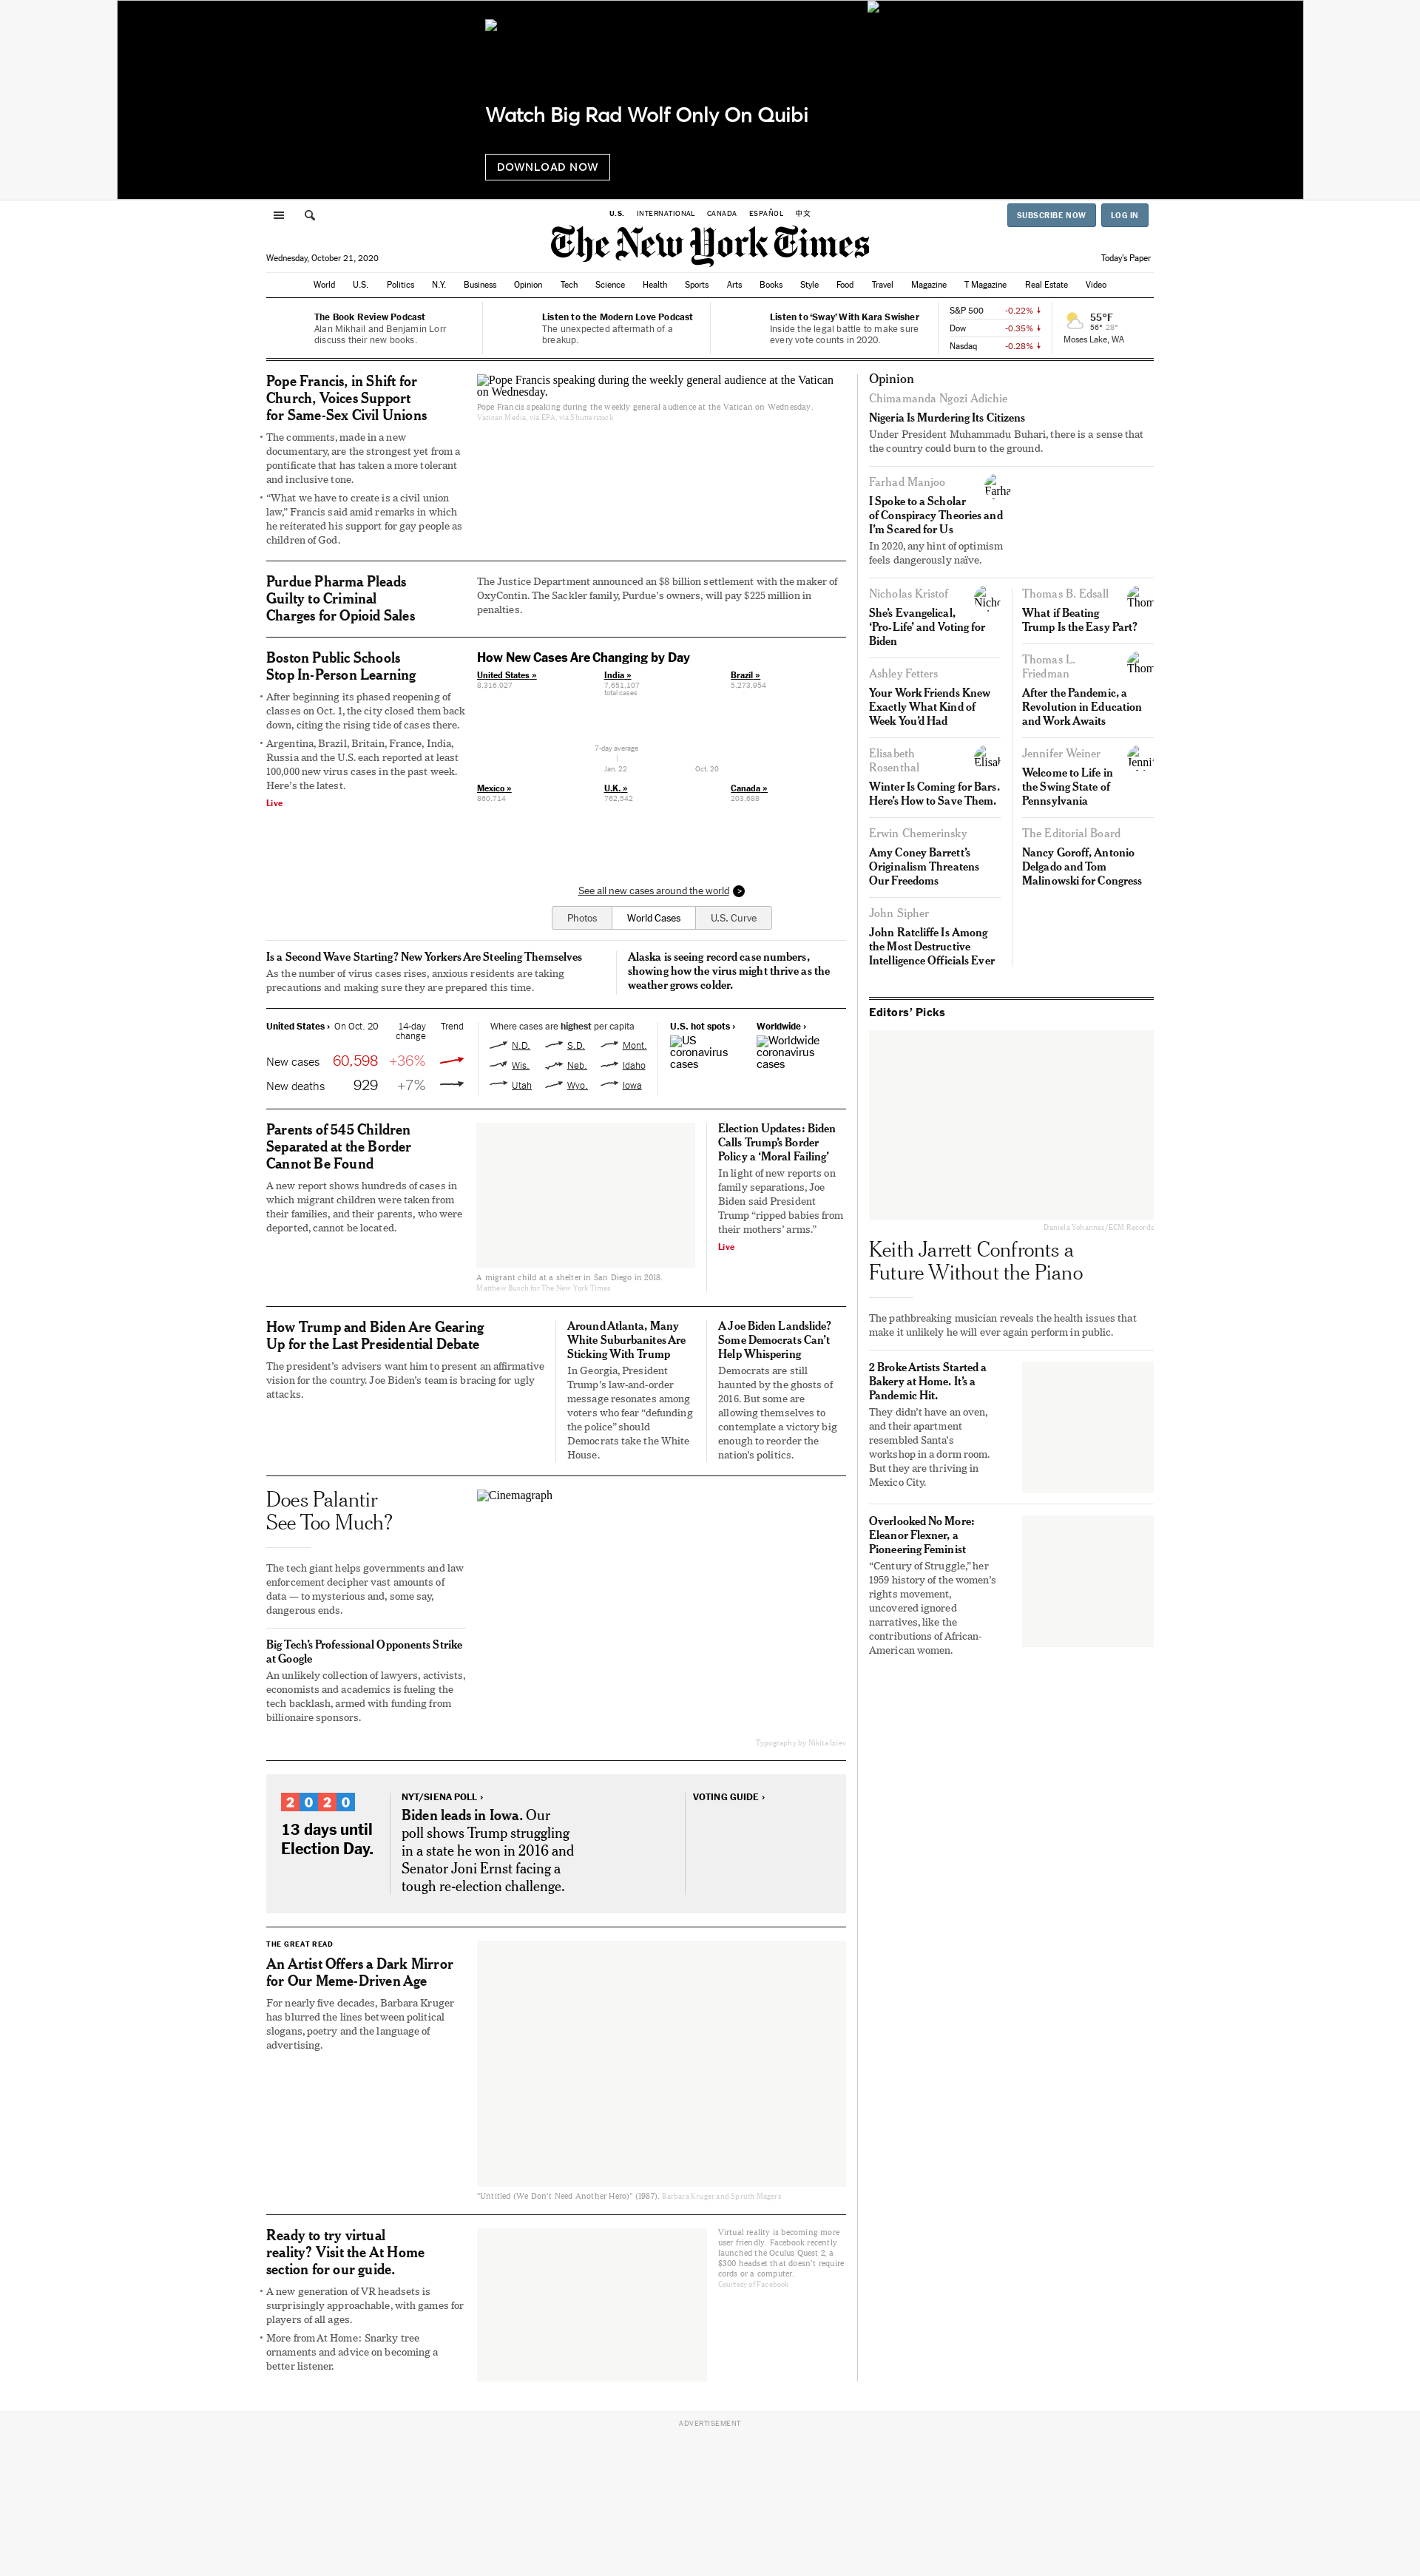 Watch Big Rad Wolf Only On Quibi
DOWNLOAD NOW
U.S. INTERNATIONAL CANADA ESPAÑOL 中文
SUBSCRIBE NOW LOG IN
The New York Times
Wednesday, October 21, 2020
Today's Paper
World U.S. Politics N.Y. Business Opinion Tech Science Health Sports Arts Books Style Food Travel Magazine T Magazine Real Estate Video
The Book Review Podcast
Alan Mikhail and Benjamin Lorr
discuss their new books.
Listen to the Modern Love Podcast
The unexpected aftermath of a
breakup.
Listen to ‘Sway’ With Kara Swisher
Inside the legal battle to make sure
every vote counts in 2020.
S&P 500 -0.22%
Dow -0.35%
Nasdaq -0.28%
55°F
56° 28°
Moses Lake, WA
Pope Francis, in Shift for
Church, Voices Support
for Same-Sex Civil Unions
• The comments, made in a new
documentary, are the strongest yet from a
pontificate that has taken a more tolerant
and inclusive tone.
• “What we have to create is a civil union
law,” Francis said amid remarks in which
he reiterated his support for gay people as
children of God.
Pope Francis speaking during the weekly general audience at the Vatican
on Wednesday.
Pope Francis speaking during the weekly general audience at the Vatican on Wednesday.
Vatican Media, via EPA, via Shutterstock
Purdue Pharma Pleads
Guilty to Criminal
Charges for Opioid Sales
The Justice Department announced an $8 billion settlement with the maker of
OxyContin. The Sackler family, Purdue’s owners, will pay $225 million in
penalties.
Boston Public Schools
Stop In-Person Learning
• After beginning its phased reopening of
classes on Oct. 1, the city closed them back
down, citing the rising tide of cases there.
• Argentina, Brazil, Britain, France, India,
Russia and the U.S. each reported at least
100,000 new virus cases in the past week.
Here’s the latest.
Live
How New Cases Are Changing by Day
United States » India » Brazil »
8,316,027 7,651,107 5,273,954
total cases
7-day average
Jan. 22 Oct. 20
Mexico » U.K. » Canada »
860,714 762,542 203,688
See all new cases around the world >
Photos World Cases U.S. Curve
Is a Second Wave Starting? New Yorkers Are Steeling Themselves
As the number of virus cases rises, anxious residents are taking
precautions and making sure they are prepared this time.
Alaska is seeing record case numbers,
showing how the virus might thrive as the
weather grows colder.
United States › On Oct. 20 14-day Trend
change
New cases 60,598 +36%
New deaths 929 +7%
Where cases are highest per capita
N.D. S.D. Mont.
Wis. Neb. Idaho
Utah Wyo. Iowa
U.S. hot spots ›
US
coronavirus
cases
Worldwide ›
Worldwide
coronavirus
cases
Parents of 545 Children
Separated at the Border
Cannot Be Found
A new report shows hundreds of cases in
which migrant children were taken from
their families, and their parents, who were
deported, cannot be located.
A migrant child at a shelter in San Diego in 2018.
Matthew Busch for The New York Times
Election Updates: Biden
Calls Trump’s Border
Policy a ‘Moral Failing’
In light of new reports on
family separations, Joe
Biden said President
Trump “ripped babies from
their mothers’ arms.”
Live
How Trump and Biden Are Gearing
Up for the Last Presidential Debate
The president’s advisers want him to present an affirmative
vision for the country. Joe Biden’s team is bracing for ugly
attacks.
Around Atlanta, Many
White Suburbanites Are
Sticking With Trump
In Georgia, President
Trump’s law-and-order
message resonates among
voters who fear “defunding
the police” should
Democrats take the White
House.
A Joe Biden Landslide?
Some Democrats Can’t
Help Whispering
Democrats are still
haunted by the ghosts of
2016. But some are
allowing themselves to
contemplate a victory big
enough to reorder the
nation’s politics.
Does Palantir
See Too Much?
The tech giant helps governments and law
enforcement decipher vast amounts of
data — to mysterious and, some say,
dangerous ends.
Big Tech’s Professional Opponents Strike
at Google
An unlikely collection of lawyers, activists,
economists and academics is fueling the
tech backlash, armed with funding from
billionaire sponsors.
Cinemagraph
Typography by Nikita Iziev
2020
13 days until
Election Day.
NYT/SIENA POLL ›
Biden leads in Iowa. Our
poll shows Trump struggling
in a state he won in 2016 and
Senator Joni Ernst facing a
tough re-election challenge.
VOTING GUIDE ›
THE GREAT READ
An Artist Offers a Dark Mirror
for Our Meme-Driven Age
For nearly five decades, Barbara Kruger
has blurred the lines between political
slogans, poetry and the language of
advertising.
“Untitled (We Don’t Need Another Hero)” (1987). Barbara Kruger and Sprüth Magers
Ready to try virtual
reality? Visit the At Home
section for our guide.
• A new generation of VR headsets is
surprisingly approachable, with games for
players of all ages.
• More from At Home: Snarky tree
ornaments and advice on becoming a
better listener.
Virtual reality is becoming more
user friendly. Facebook recently
launched the Oculus Quest 2, a
$300 headset that doesn’t require
cords or a computer.
Courtesy of Facebook
Opinion
Chimamanda Ngozi Adichie
Nigeria Is Murdering Its Citizens
Under President Muhammadu Buhari, there is a sense that
the country could burn to the ground.
Farhad Manjoo
I Spoke to a Scholar
of Conspiracy Theories and
I’m Scared for Us
In 2020, any hint of optimism
feels dangerously naïve.
Nicholas Kristof
She’s Evangelical,
‘Pro-Life’ and Voting for
Biden
Ashley Fetters
Your Work Friends Knew
Exactly What Kind of
Week You’d Had
Elisabeth
Rosenthal
Winter Is Coming for Bars.
Here’s How to Save Them.
Erwin Chemerinsky
Amy Coney Barrett’s
Originalism Threatens
Our Freedoms
John Sipher
John Ratcliffe Is Among
the Most Destructive
Intelligence Officials Ever
Thomas B. Edsall
What if Beating
Trump Is the Easy Part?
Thomas L.
Friedman
After the Pandemic, a
Revolution in Education
and Work Awaits
Jennifer Weiner
Welcome to Life in
the Swing State of
Pennsylvania
The Editorial Board
Nancy Goroff, Antonio
Delgado and Tom
Malinowski for Congress
Editors’ Picks
Daniela Yohannes/ECM Records
Keith Jarrett Confronts a
Future Without the Piano
The pathbreaking musician reveals the health issues that
make it unlikely he will ever again perform in public.
2 Broke Artists Started a
Bakery at Home. It’s a
Pandemic Hit.
They didn’t have an oven,
and their apartment
resembled Santa’s
workshop in a dorm room.
But they are thriving in
Mexico City.
Overlooked No More:
Eleanor Flexner, a
Pioneering Feminist
“Century of Struggle,” her
1959 history of the women’s
rights movement,
uncovered ignored
narratives, like the
contributions of African-
American women.
ADVERTISEMENT